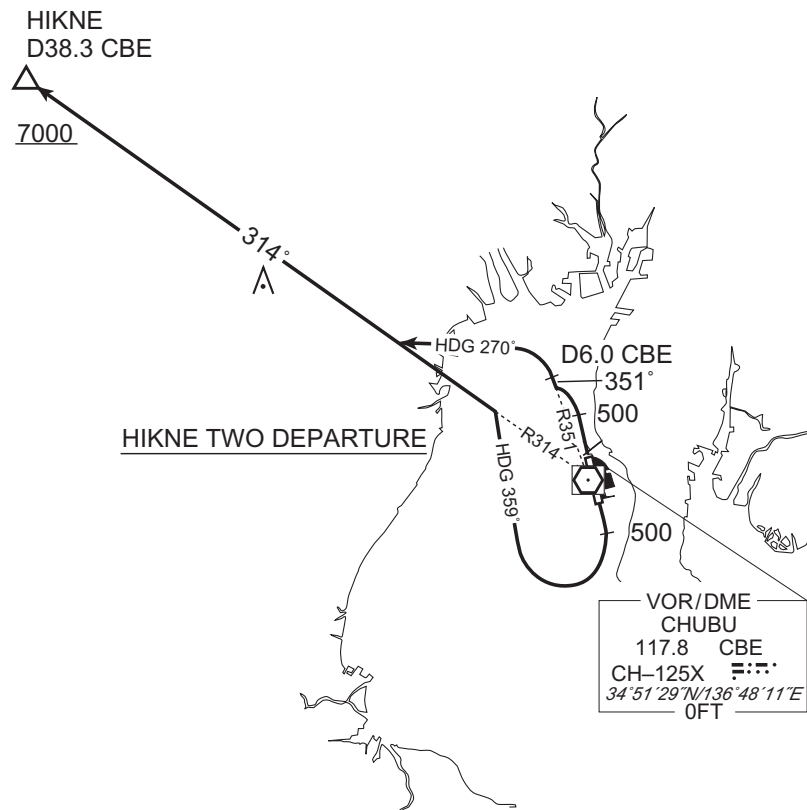 HIKNE
D38.3 CBE
7000
314°
HDG 270°
D6.0 CBE
351°
500
R351
R314
HIKNE TWO DEPARTURE
HDG 359°
500
VOR/DME
CHUBU
117.8 CBE
CH–125X
34°51′29″N/136°48′11″E
0FT